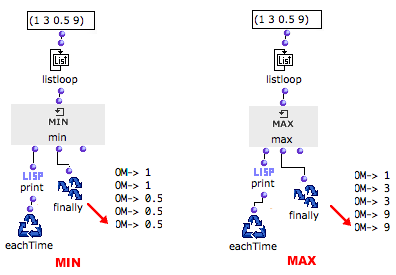 (1 3 0.5 9)
List
listloop
MIN
min
LISP
print
finally
eachTime
OM-> 1
OM-> 1
OM-> 0.5
OM-> 0.5
OM-> 0.5
MIN
(1 3 0.5 9)
List
listloop
MAX
max
LISP
print
finally
eachTime
OM-> 1
OM-> 3
OM-> 3
OM-> 9
OM-> 9
MAX